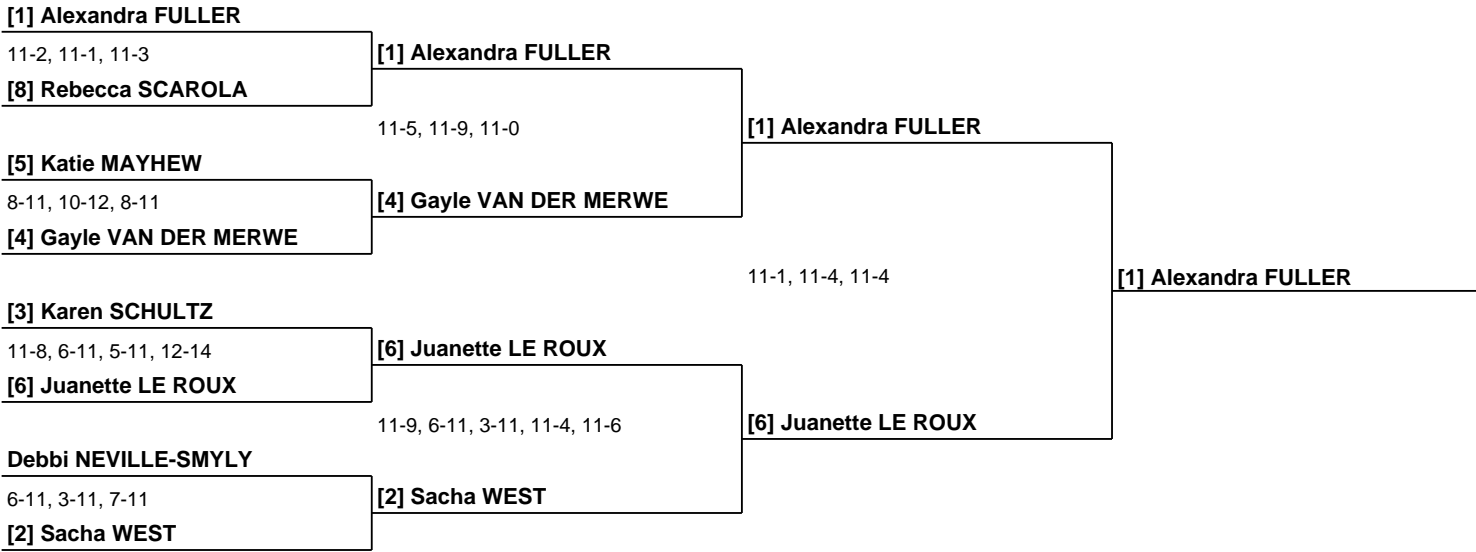 [1] Alexandra FULLER
11-2, 11-1, 11-3
[8] Rebecca SCAROLA
[5] Katie MAYHEW
8-11, 10-12, 8-11
[4] Gayle VAN DER MERWE
[3] Karen SCHULTZ
11-8, 6-11, 5-11, 12-14
[6] Juanette LE ROUX
Debbi NEVILLE-SMYLY
6-11, 3-11, 7-11
[2] Sacha WEST
[1] Alexandra FULLER
11-5, 11-9, 11-0
[4] Gayle VAN DER MERWE
[6] Juanette LE ROUX
11-9, 6-11, 3-11, 11-4, 11-6
[2] Sacha WEST
[1] Alexandra FULLER
11-1, 11-4, 11-4
[6] Juanette LE ROUX
[1] Alexandra FULLER